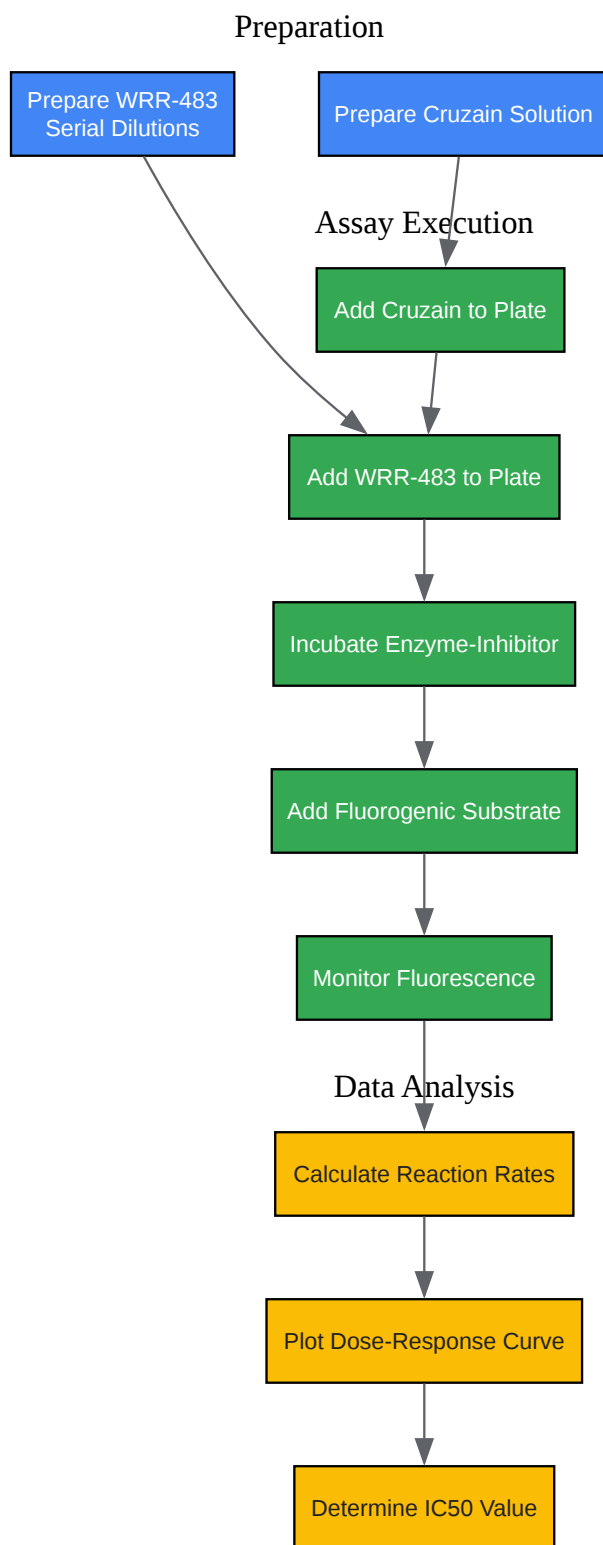 Preparation
Prepare WRR-483
Serial Dilutions
Prepare Cruzain Solution
Assay Execution
Add Cruzain to Plate
Add WRR-483 to Plate
Incubate Enzyme-Inhibitor
Add Fluorogenic Substrate
Monitor Fluorescence
Data Analysis
Calculate Reaction Rates
Plot Dose-Response Curve
Determine IC50 Value